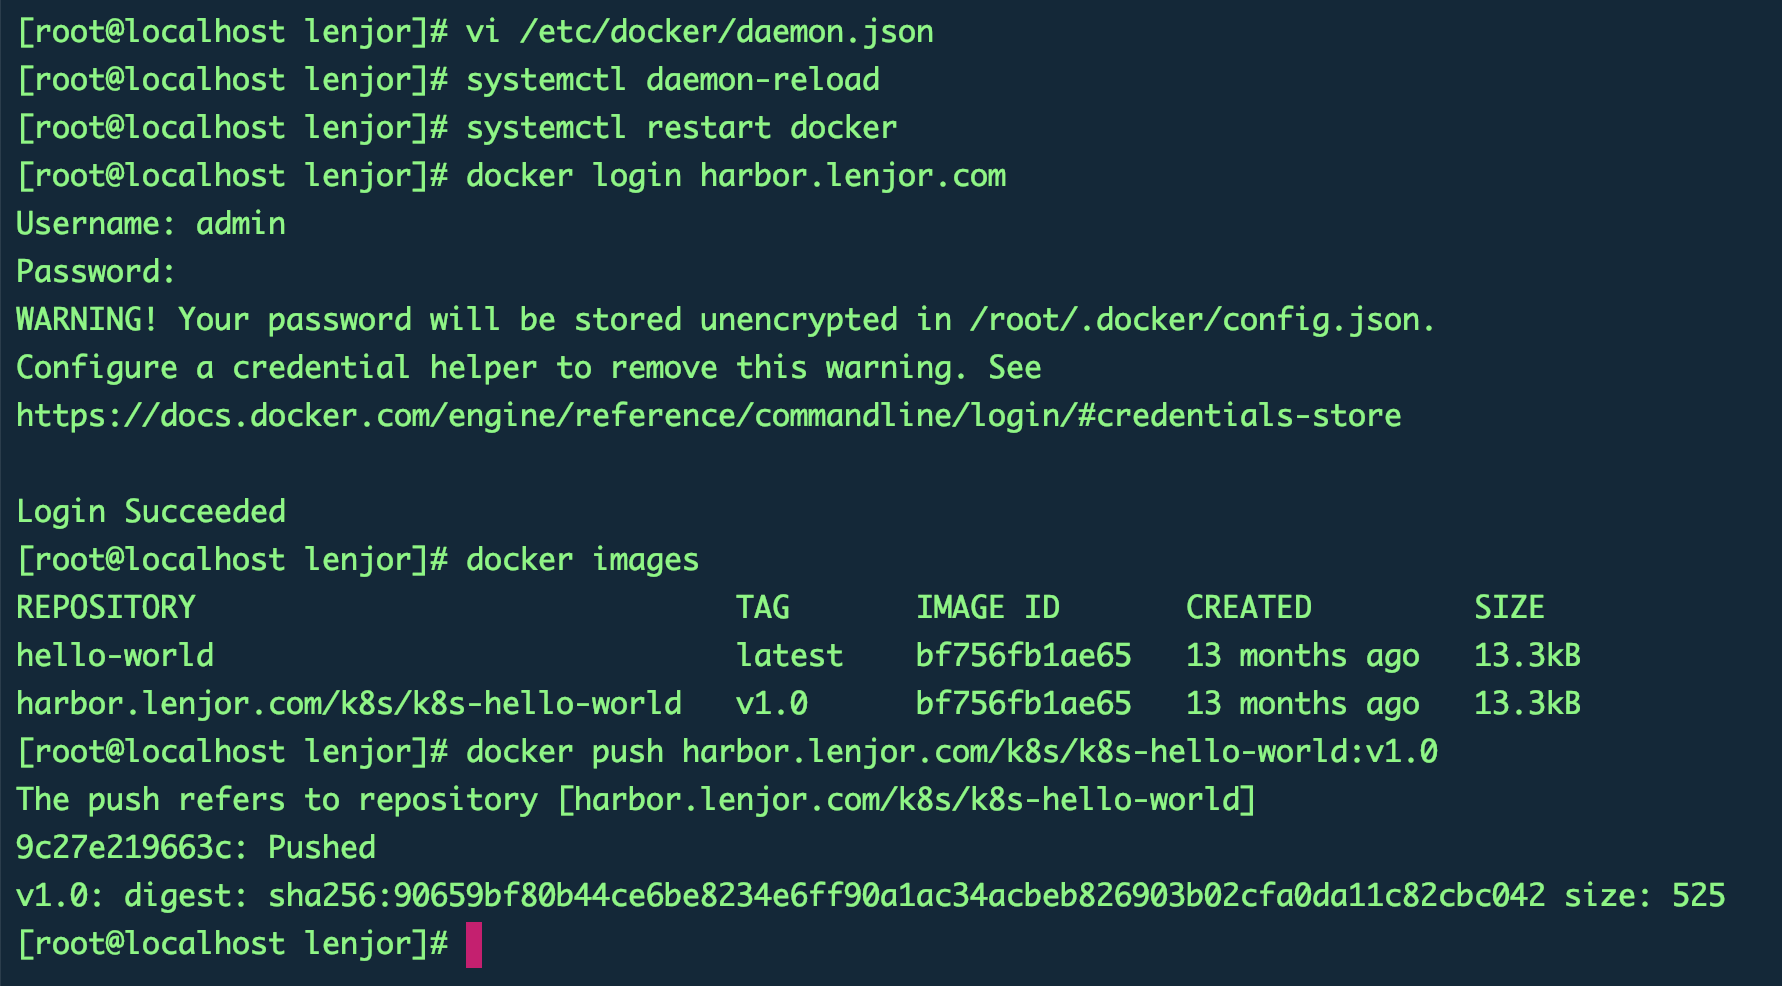 [root@localhost lenjor]# vi /etc/docker/daemon.json
[root@localhost lenjor]# systemctl daemon-reload
[root@localhost lenjor]# systemctl restart docker
[root@localhost lenjor]# docker login harbor.lenjor.com
Username: admin
Password:
WARNING! Your password will be stored unencrypted in /root/.docker/config.json.
Configure a credential helper to remove this warning. See
https://docs.docker.com/engine/reference/commandline/login/#credentials-store

Login Succeeded
[root@localhost lenjor]# docker images
REPOSITORY                              TAG       IMAGE ID       CREATED         SIZE
hello-world                             latest    bf756fb1ae65   13 months ago   13.3kB
harbor.lenjor.com/k8s/k8s-hello-world   v1.0      bf756fb1ae65   13 months ago   13.3kB
[root@localhost lenjor]# docker push harbor.lenjor.com/k8s/k8s-hello-world:v1.0
The push refers to repository [harbor.lenjor.com/k8s/k8s-hello-world]
9c27e219663c: Pushed
v1.0: digest: sha256:90659bf80b44ce6be8234e6ff90a1ac34acbeb826903b02cfa0da11c82cbc042 size: 525
[root@localhost lenjor]#